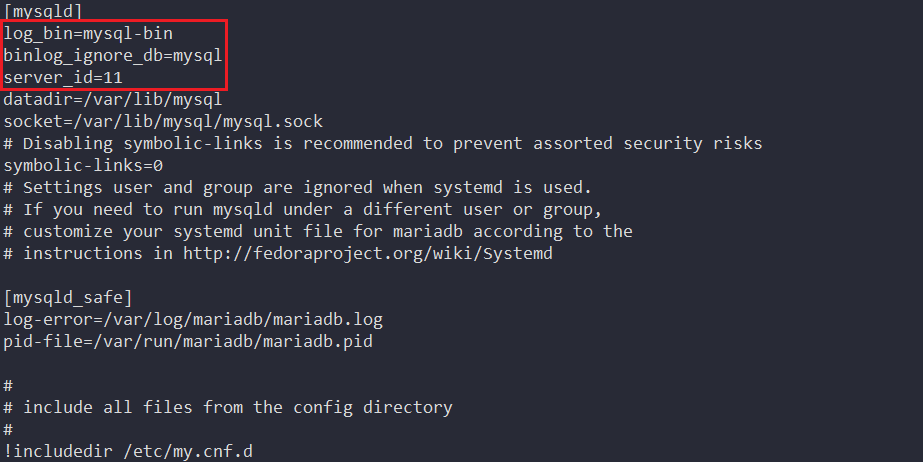 [mysqld]
log_bin=mysql-bin
binlog_ignore_db=mysql
server_id=11
datadir=/var/lib/mysql
socket=/var/lib/mysql/mysql.sock
# Disabling symbolic-links is recommended to prevent assorted security risks
symbolic-links=0
# Settings user and group are ignored when systemd is used.
# If you need to run mysqld under a different user or group,
# customize your systemd unit file for mariadb according to the
# instructions in http://fedoraproject.org/wiki/Systemd

[mysqld_safe]
log-error=/var/log/mariadb/mariadb.log
pid-file=/var/run/mariadb/mariadb.pid

#
# include all files from the config directory
#
!includedir /etc/my.cnf.d